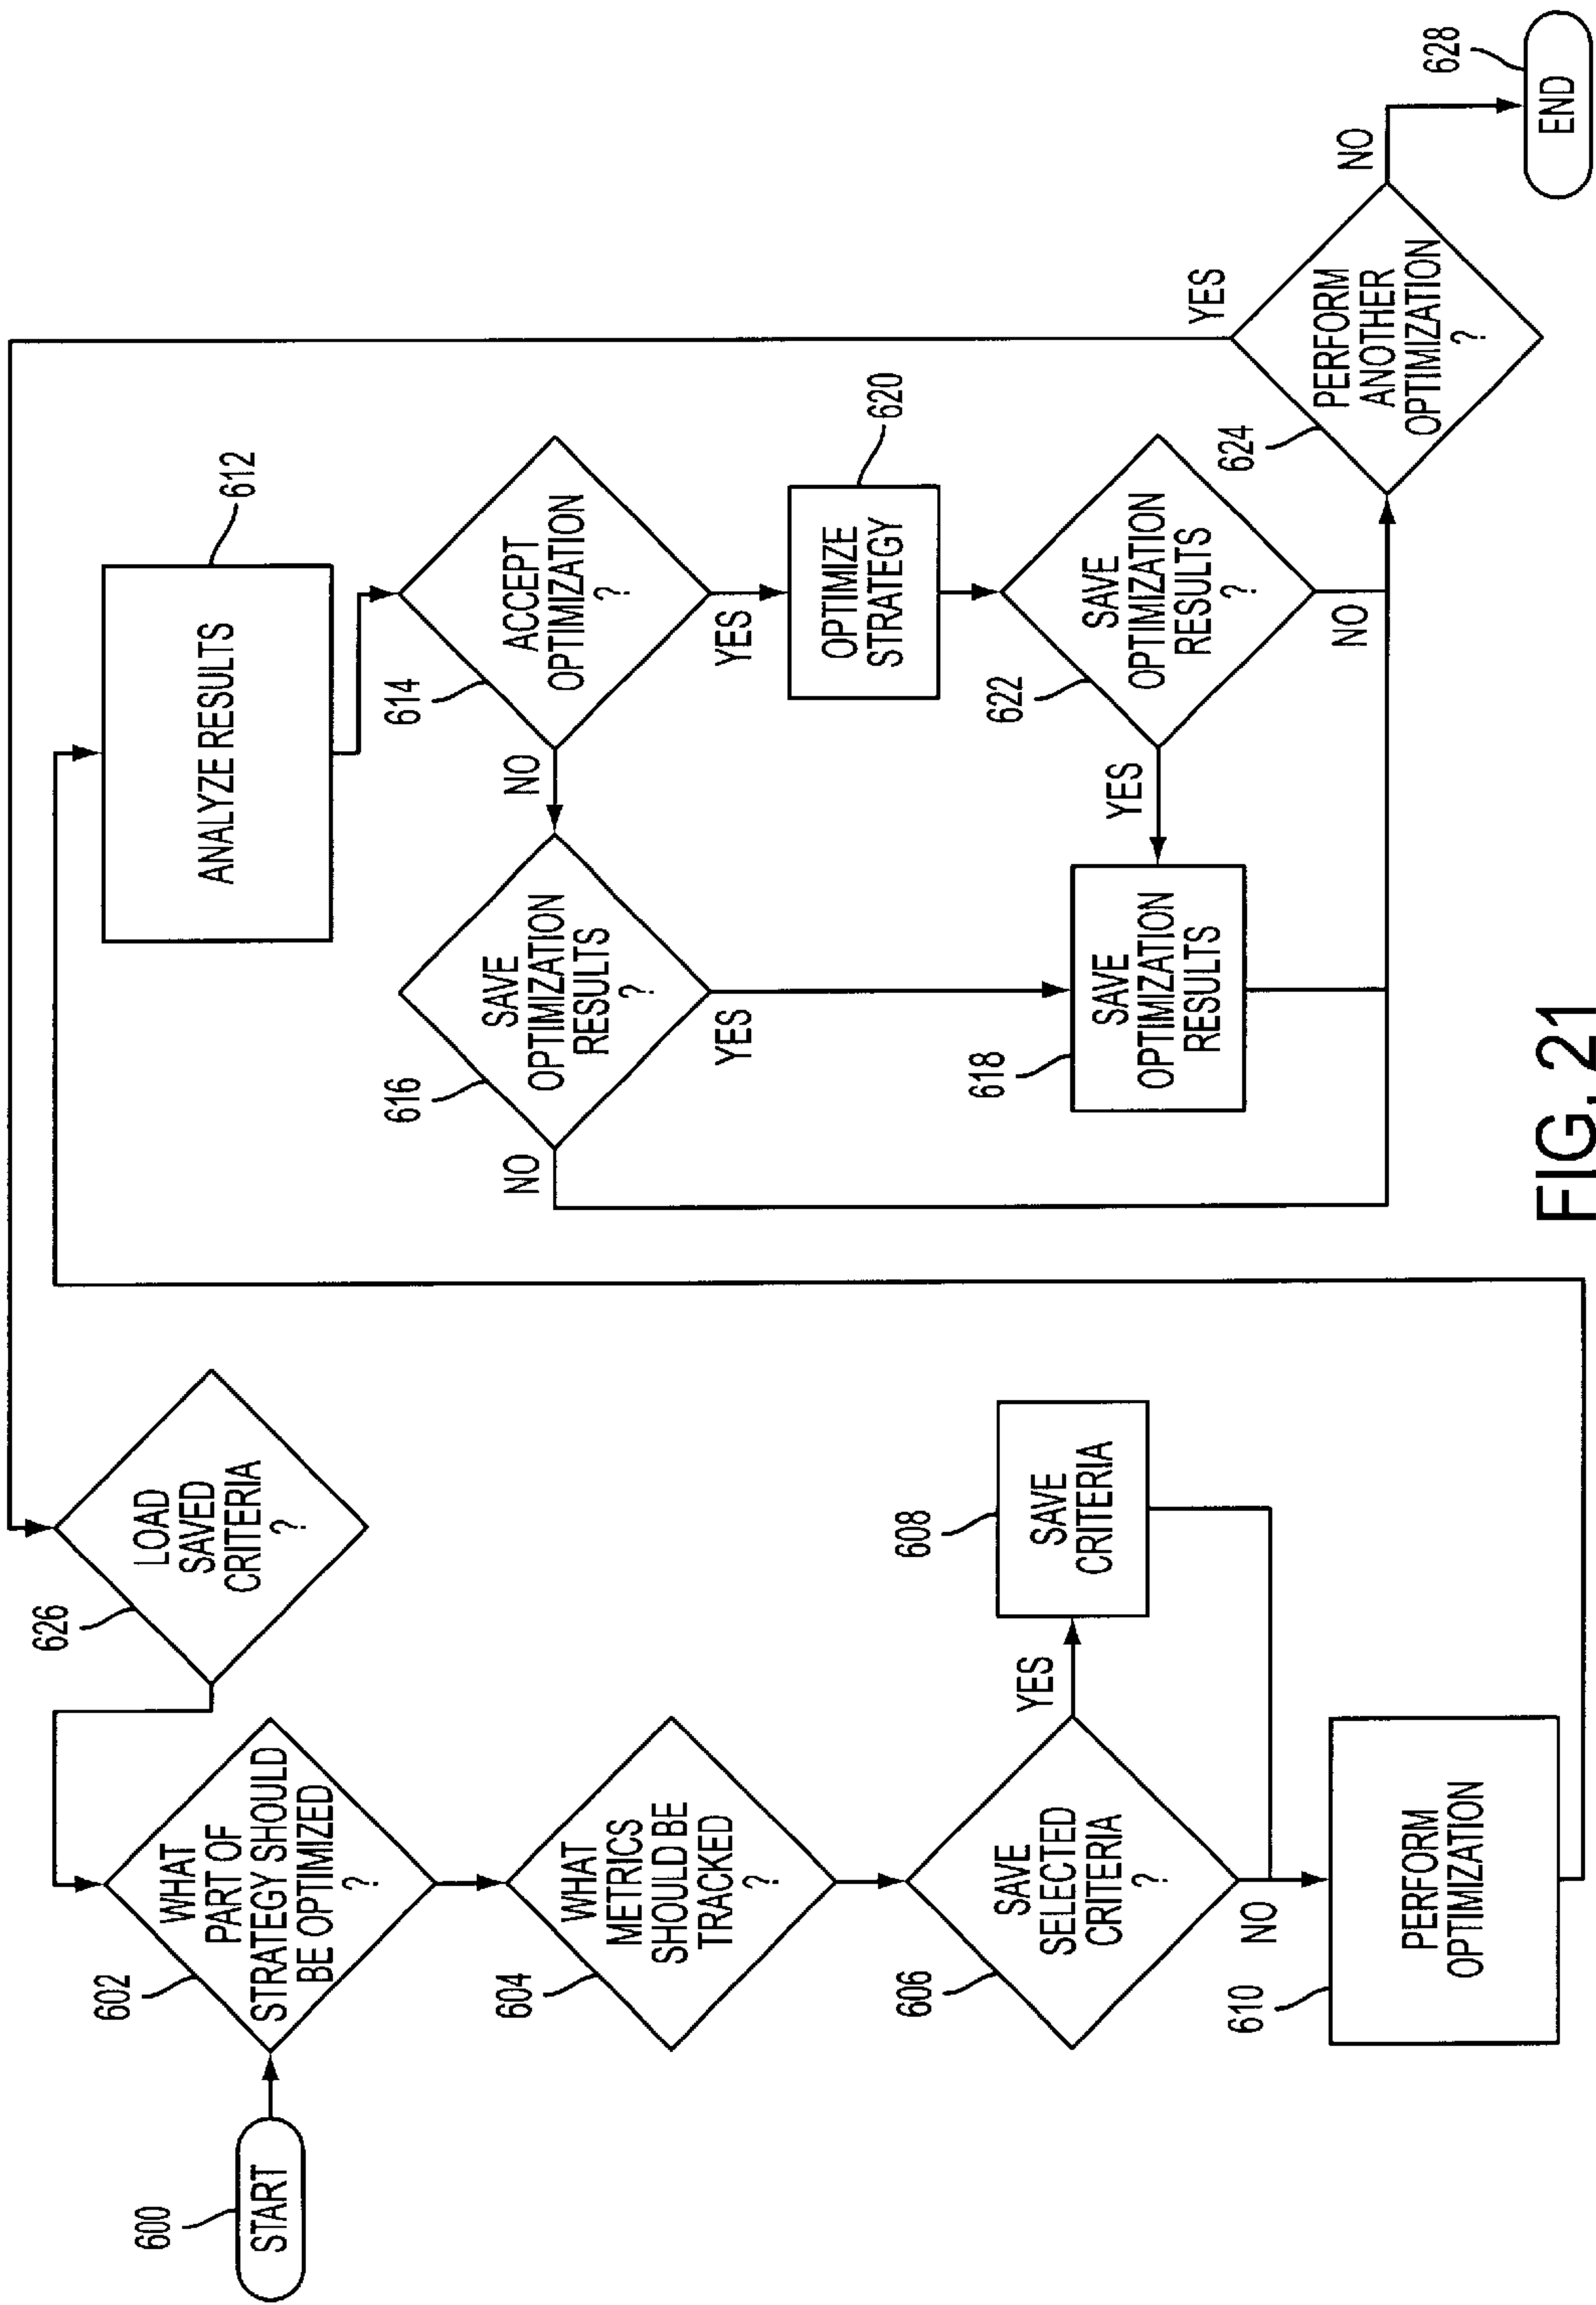 600
START
602
WHAT
PART OF
STRATEGY SHOULD
BE OPTIMIZED
?
626
LOAD
SAVED
CRITERIA
?
604
WHAT
METRICS
SHOULD BE
TRACKED
?
606
SAVE
SELECTED
CRITERIA
?
YES
NO
608
SAVE
CRITERIA
610
PERFORM
OPTIMIZATION
612
ANALYZE RESULTS
614
ACCEPT
OPTIMIZATION
?
NO
YES
616
SAVE
OPTIMIZATION
RESULTS
?
NO
YES
620
OPTIMIZE
STRATEGY
622
SAVE
OPTIMIZATION
RESULTS
?
YES
NO
618
SAVE
OPTIMIZATION
RESULTS
624
PERFORM
ANOTHER
OPTIMIZATION
?
YES
NO
628
END
FIG. 21